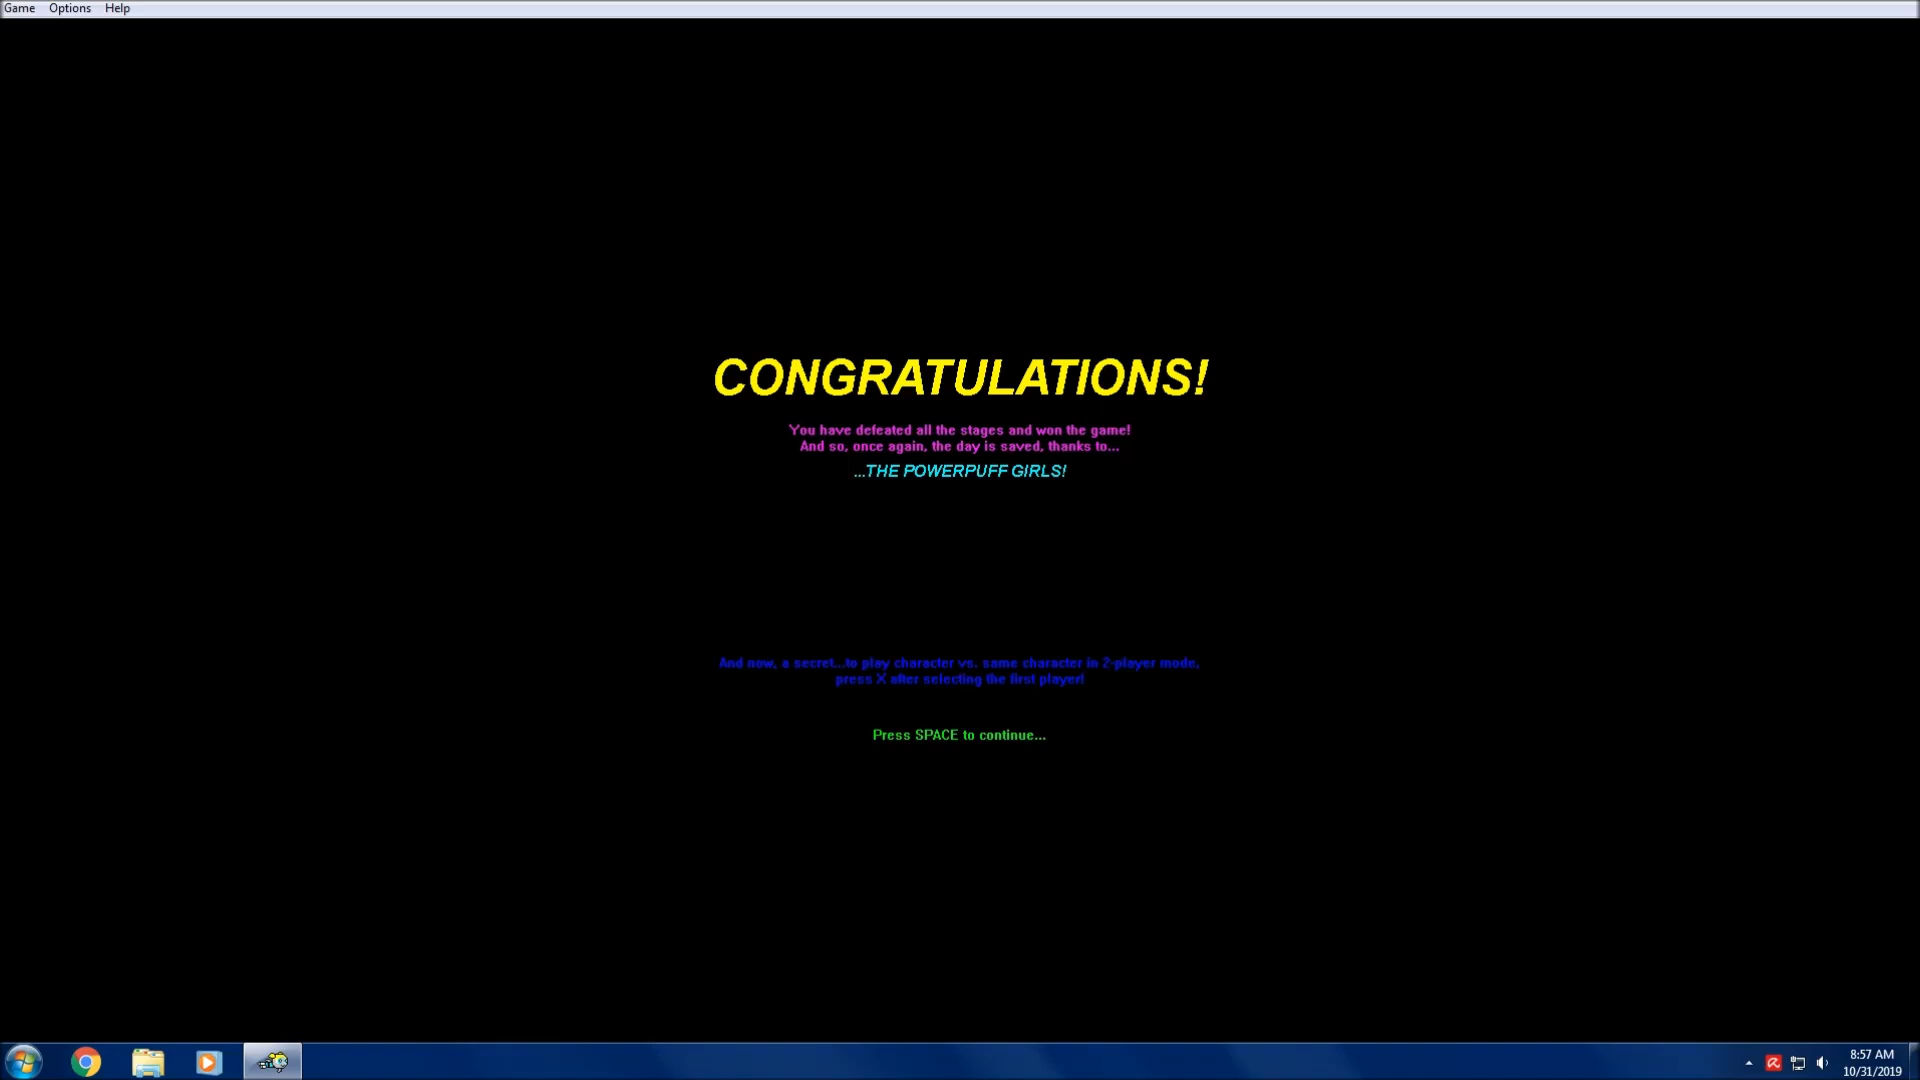 Game Options Help
CONGRATULATIONS!
You have defeated all the stages and won the game!
And so, once again, the day is saved, thanks to...
...THE POWERPUFF GIRLS!
And now, a secret...to play character vs. same character in 2-player mode,
press X after selecting the first player!
Press SPACE to continue...
8:57 AM
10/31/2019